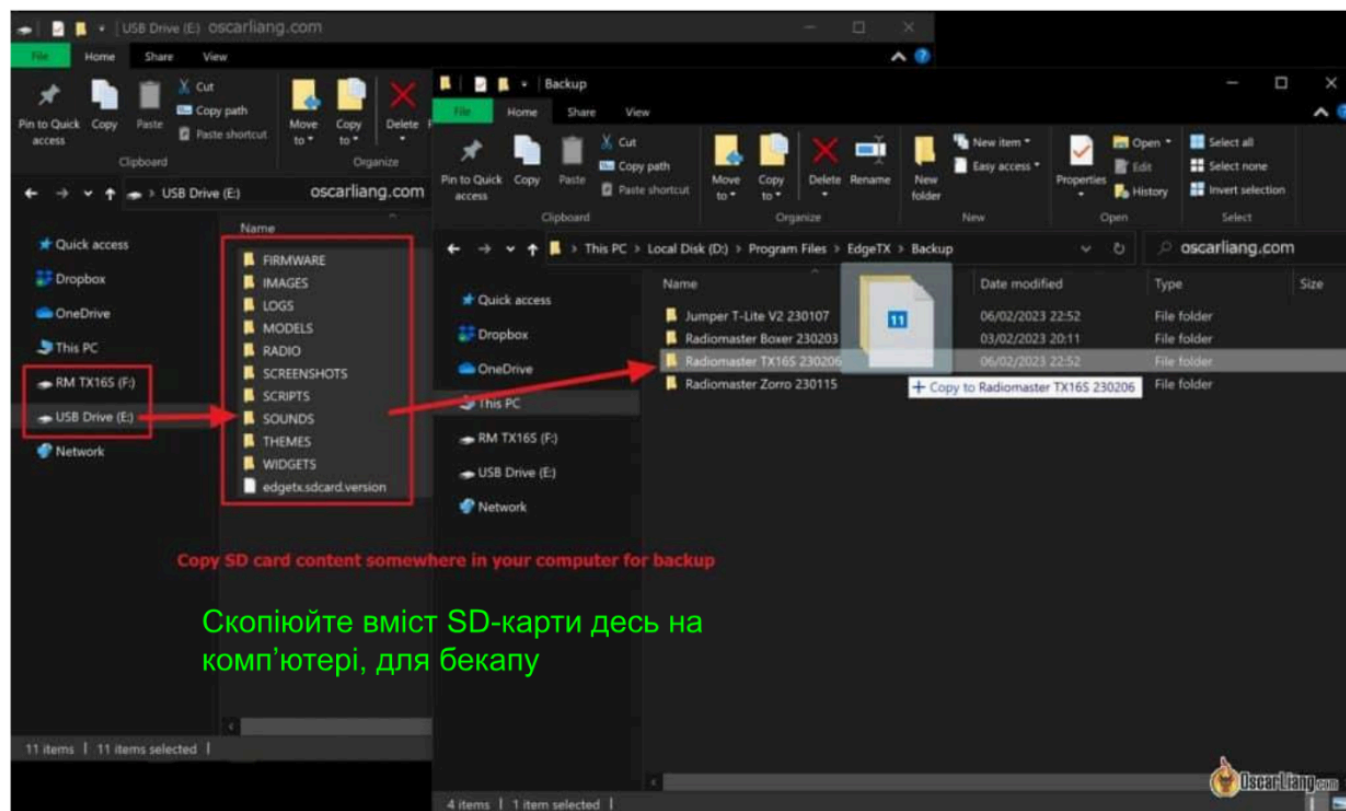 USB Drive (E:) oscarliang.com
File Home Share View
Pin to Quick access
Copy
Paste
Cut
Copy path
Paste shortcut
Move to
Copy to
Delete
Clipboard
Organize
USB Drive (E:) oscarliang.com
Quick access
Dropbox
OneDrive
This PC
RM TX16S (F:)
USB Drive (E:)
Network
Name
FIRMWARE
IMAGES
LOGS
MODELS
RADIO
SCREENSHOTS
SCRIPTS
SOUNDS
THEMES
WIDGETS
edgetx.sdcard.version
11 items 11 items selected
Backup
File Home Share View
Pin to Quick access
Copy
Paste
Cut
Copy path
Paste shortcut
Move to
Copy to
Delete
Rename
New folder
New item
Easy access
Properties
Open
Edit
History
Select all
Select none
Invert selection
Clipboard
Organize
New
Open
Select
This PC > Local Disk (D:) > Program Files > EdgeTX > Backup
oscarliang.com
Quick access
Dropbox
OneDrive
This PC
RM TX16S (F:)
USB Drive (E:)
Network
Name Date modified Type Size
Jumper T-Lite V2 230107 06/02/2023 22:52 File folder
Radiomaster Boxer 230203 03/02/2023 20:11 File folder
Radiomaster TX16S 230206 06/02/2023 22:52 File folder
Radiomaster Zorro 230115 File folder
11
+ Copy to Radiomaster TX16S 230206
Copy SD card content somewhere in your computer for backup
Скопіюйте вміст SD-карти десь на
комп’ютері, для бекапу
4 items 1 item selected
OscarLiang.com